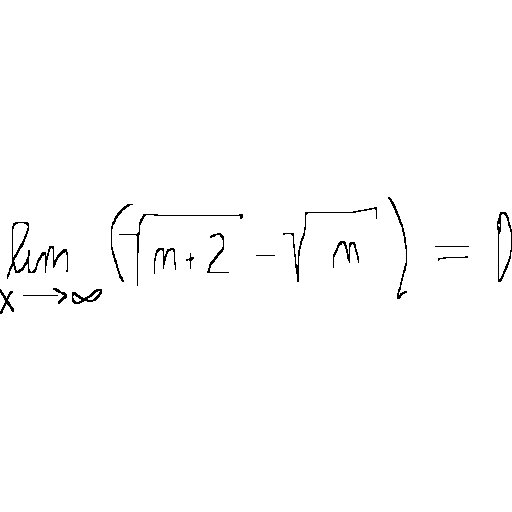 lim_{x→∞} (√(n+2) - √n) = 0